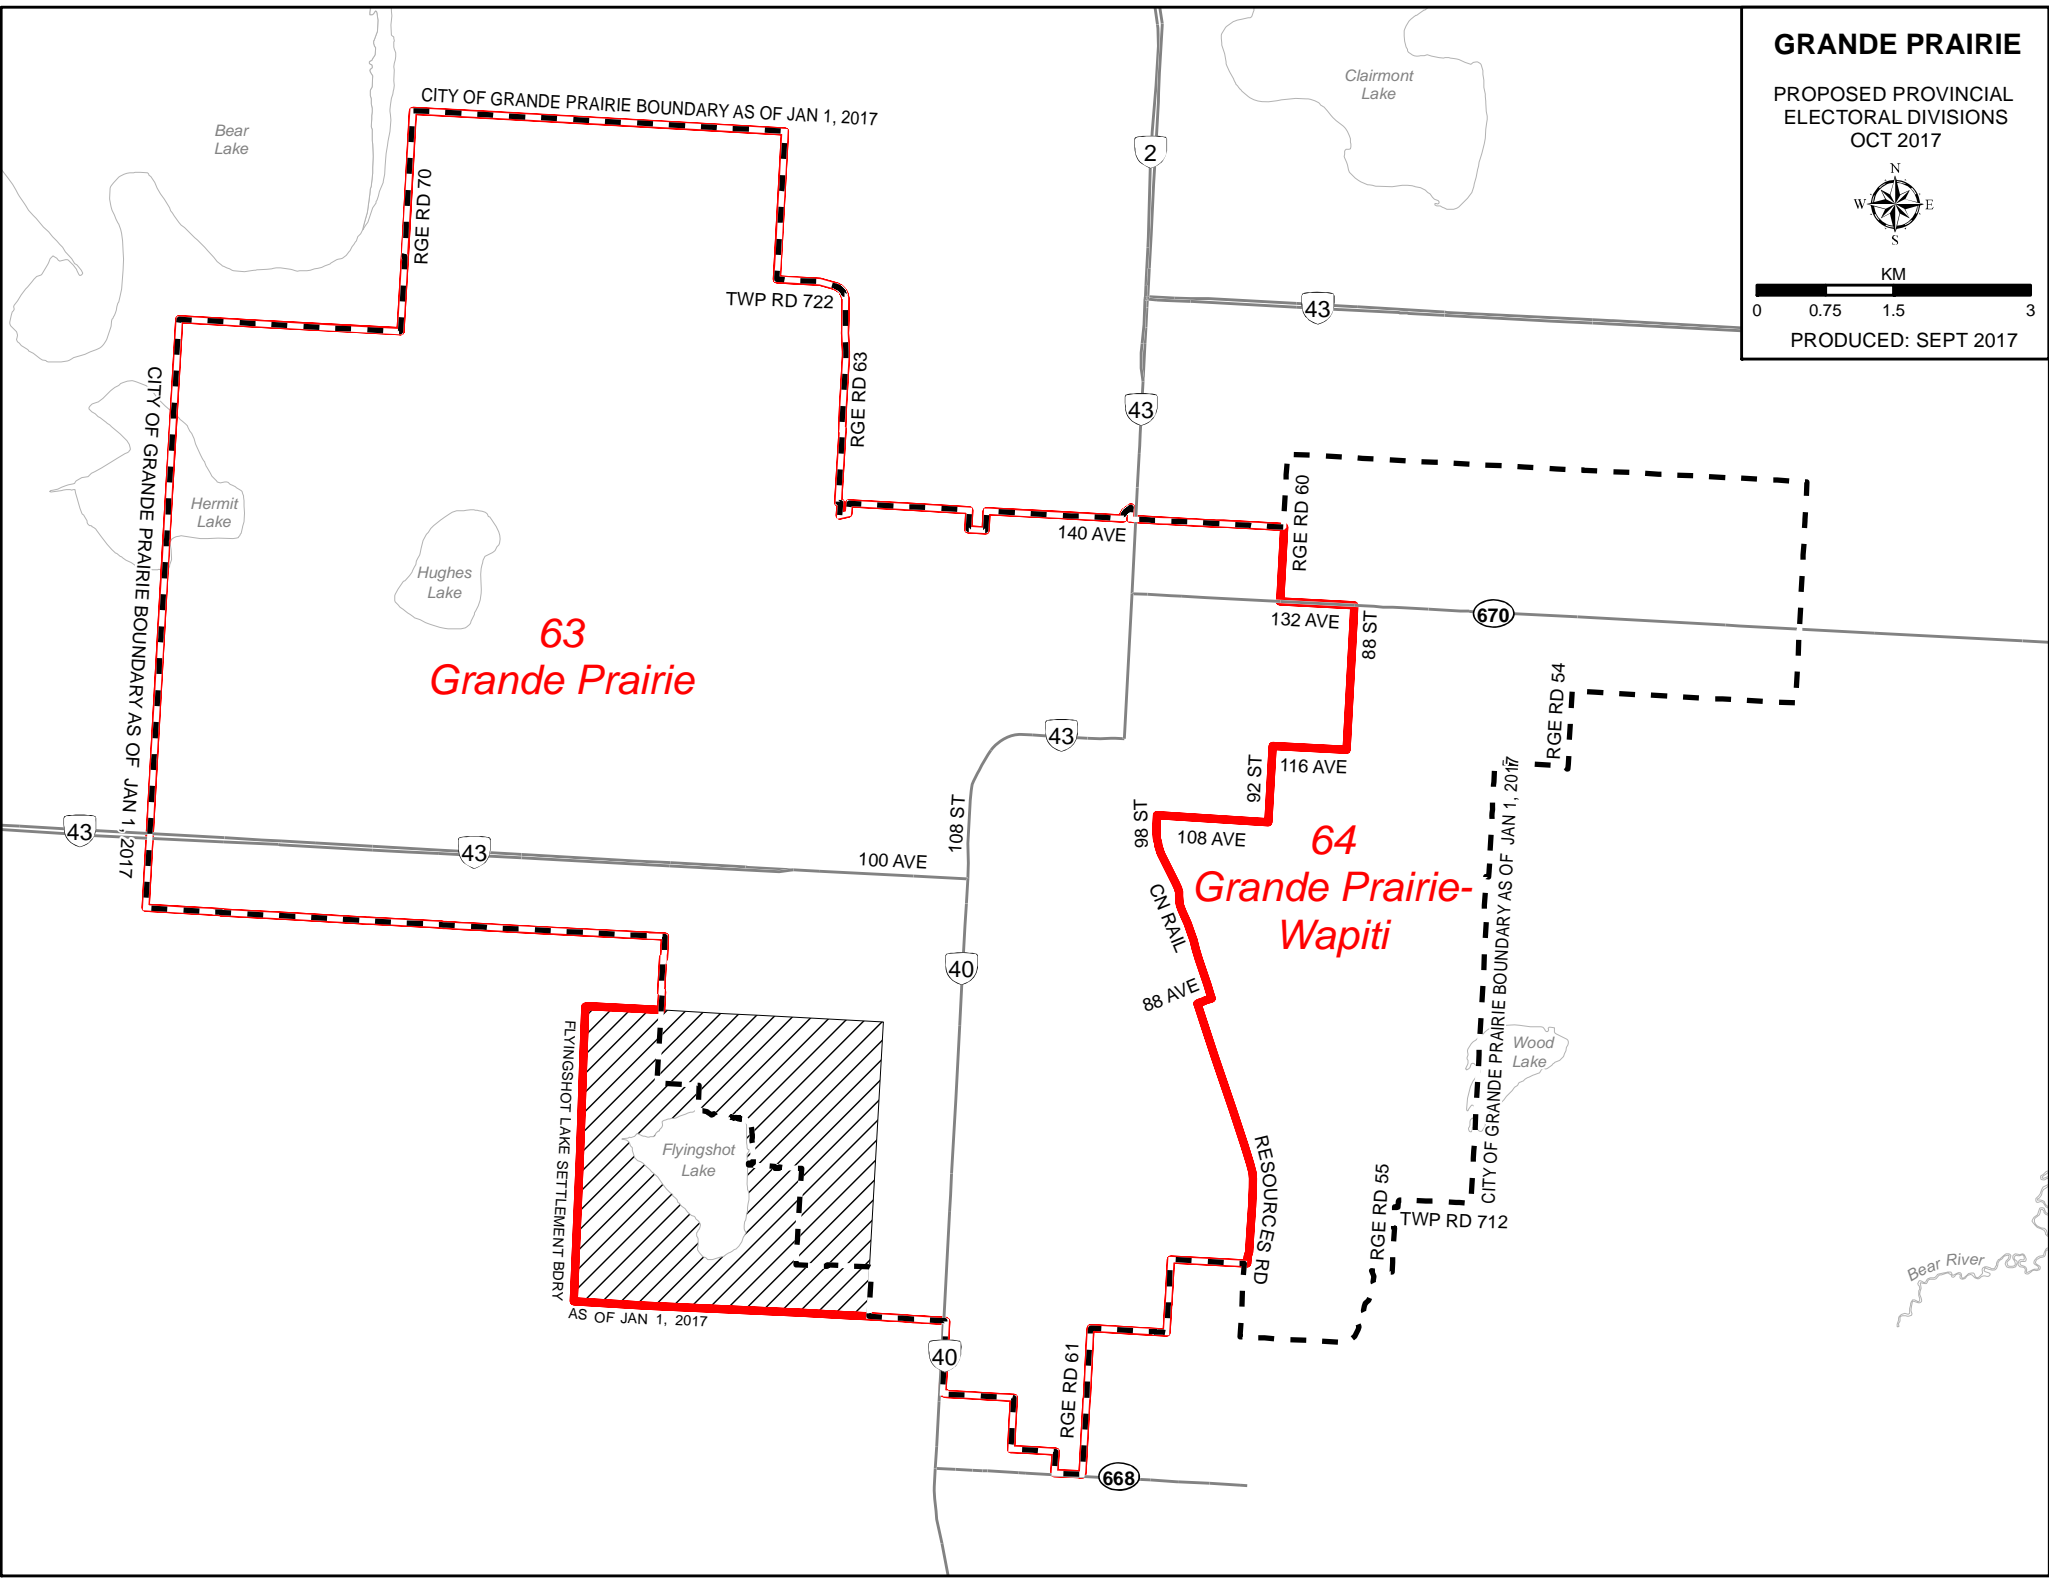 GRANDE PRAIRIE
PROPOSED PROVINCIAL
ELECTORAL DIVISIONS
OCT 2017
N
W
E
S
KM
0
0.75
1.5
3
PRODUCED: SEPT 2017
Clairmont
Lake
Bear
Lake
CITY OF GRANDE PRAIRIE BOUNDARY AS OF JAN 1, 2017
RGE RD 70
2
43
TWP RD 722
RGE RD 63
43
CITY OF GRANDE PRAIRIE BOUNDARY AS OF JAN 1, 2017
Hermit
Lake
Hughes
Lake
140 AVE
RGE RD 60
132 AVE
670
88 ST
63
Grande Prairie
RGE RD 54
43
116 AVE
92 ST
98 ST
108 AVE
108 ST
100 AVE
43
43
64
Grande Prairie-
Wapiti
CN RAIL
88 AVE
CITY OF GRANDE PRAIRIE BOUNDARY AS OF JAN 1, 2017
40
Wood
Lake
FLYINGSHOT LAKE SETTLEMENT BDRY
AS OF JAN 1, 2017
Flyingshot
Lake
RESOURCES RD
RGE RD 55
TWP RD 712
Bear River
40
RGE RD 61
668